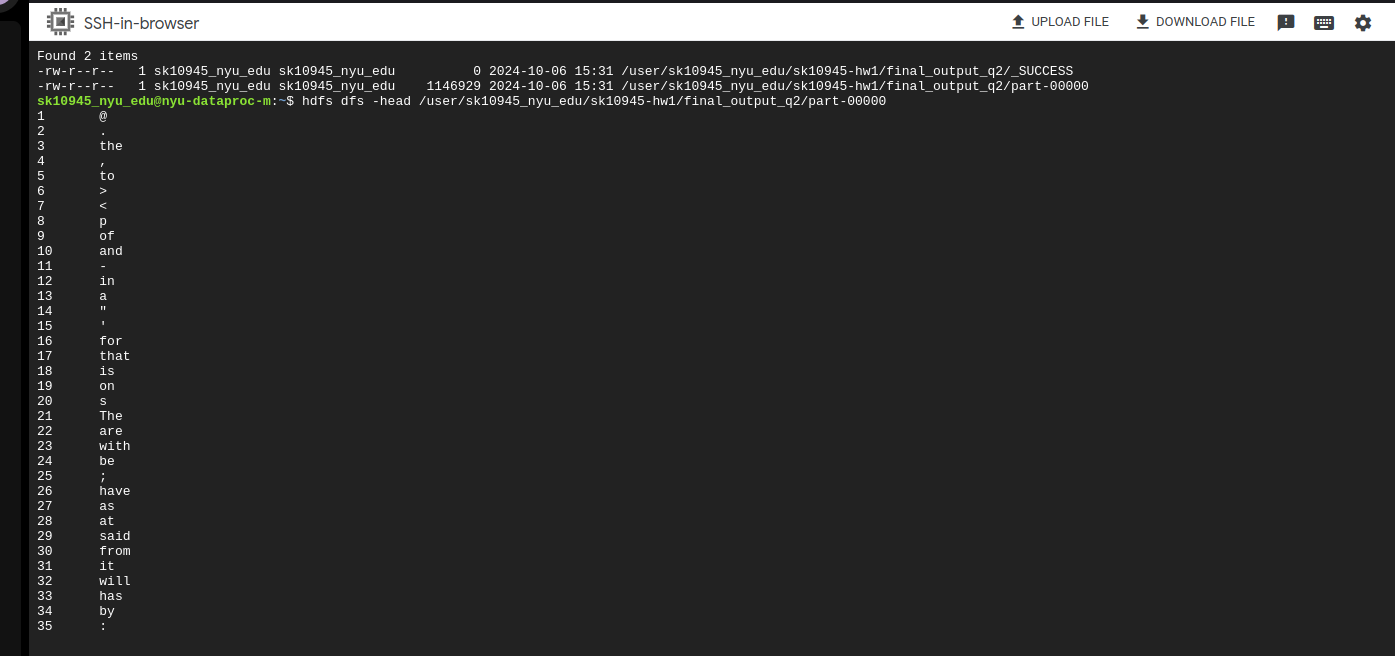 SSH-in-browser UPLOAD FILE DOWNLOAD FILE
Found 2 items
-rw-r--r--   1 sk10945_nyu_edu sk10945_nyu_edu          0 2024-10-06 15:31 /user/sk10945_nyu_edu/sk10945-hw1/final_output_q2/_SUCCESS
-rw-r--r--   1 sk10945_nyu_edu sk10945_nyu_edu    1146929 2024-10-06 15:31 /user/sk10945_nyu_edu/sk10945-hw1/final_output_q2/part-00000
sk10945_nyu_edu@nyu-dataproc-m:~$ hdfs dfs -head /user/sk10945_nyu_edu/sk10945-hw1/final_output_q2/part-00000
1       @
2       .
3       the
4       ,
5       to
6       >
7       <
8       p
9       of
10      and
11      -
12      in
13      a
14      "
15      '
16      for
17      that
18      is
19      on
20      s
21      The
22      are
23      with
24      be
25      ;
26      have
27      as
28      at
29      said
30      from
31      it
32      will
33      has
34      by
35      :